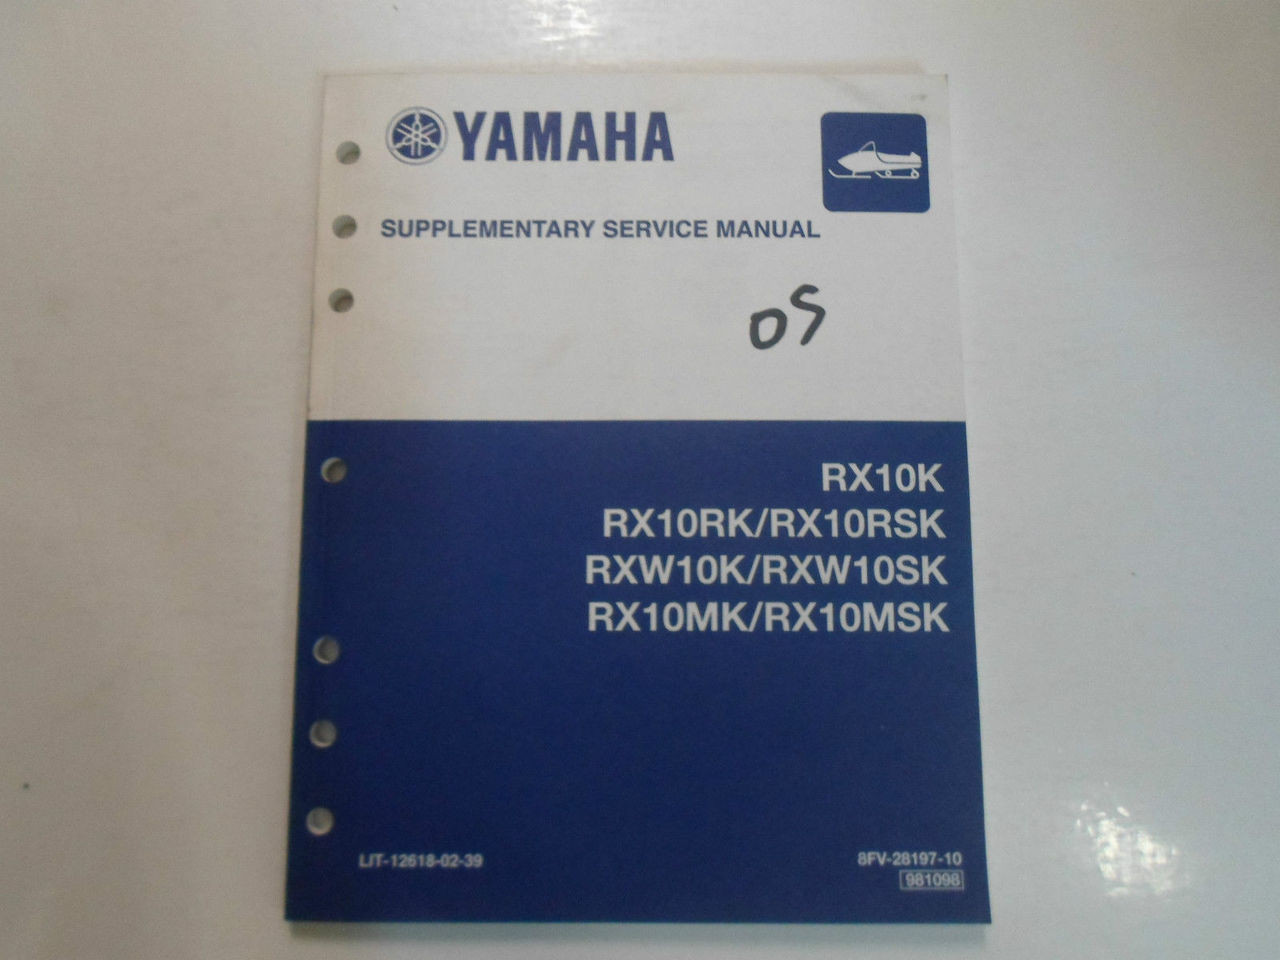 YAMAHA
SUPPLEMENTARY SERVICE MANUAL
05
RX10K
RX10RK/RX10RSK
RXW10K/RXW10SK
RX10MK/RX10MSK
LIT-12618-02-39
8FV-28197-10
981098